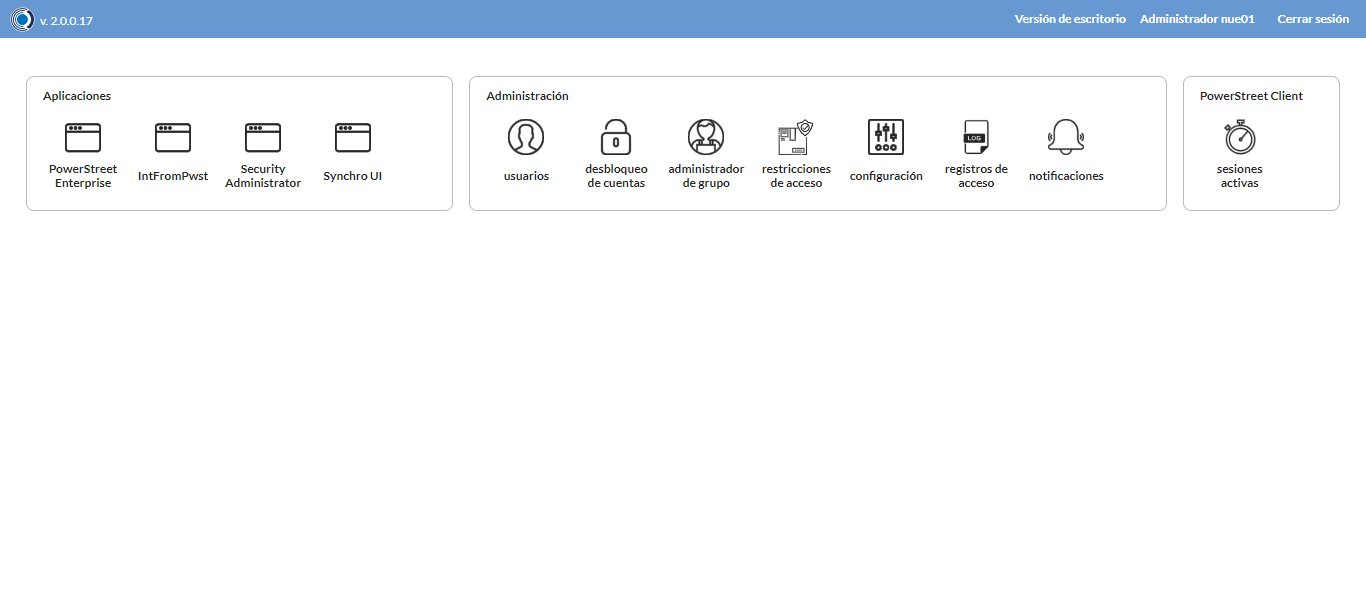 v. 2.0.0.17
Versión de escritorio
Administrador nue01
Cerrar sesión
Aplicaciones
PowerStreet
Enterprise
IntFromPwst
Security
Administrator
Synchro UI
Administración
usuarios
desbloqueo
de cuentas
administrador
de grupo
restricciones
de acceso
configuración
LOG
registros de
acceso
notificaciones
PowerStreet Client
sesiones
activas